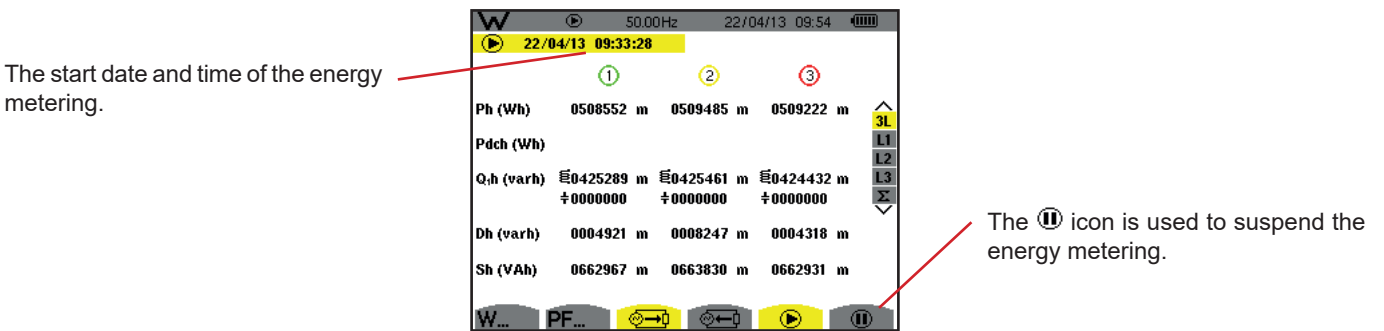 W 50.00Hz 22/04/13 09:54
22/04/13 09:33:28
The start date and time of the energy
metering.
1 2 3
Ph (Wh) 0508552 m 0509485 m 0509222 m
3L
Pdch (Wh)
L1
L2
Q₁h (varh) 0425289 m 0425461 m 0424432 m
L3
÷0000000 ÷0000000 ÷0000000
Σ
The icon is used to suspend the
energy metering.
Dh (varh) 0004921 m 0008247 m 0004318 m
Sh (VAh) 0662967 m 0663830 m 0662931 m
W... PF...